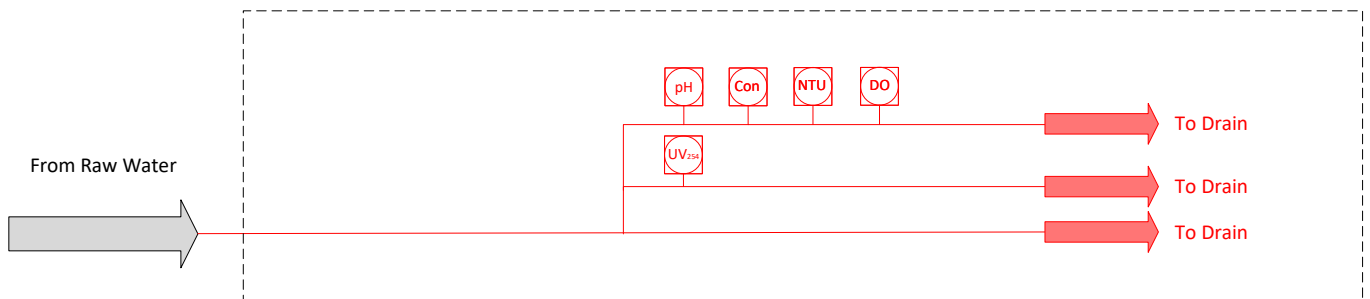 pH
Con
NTU
DO
To Drain
UV254
From Raw Water
To Drain
To Drain